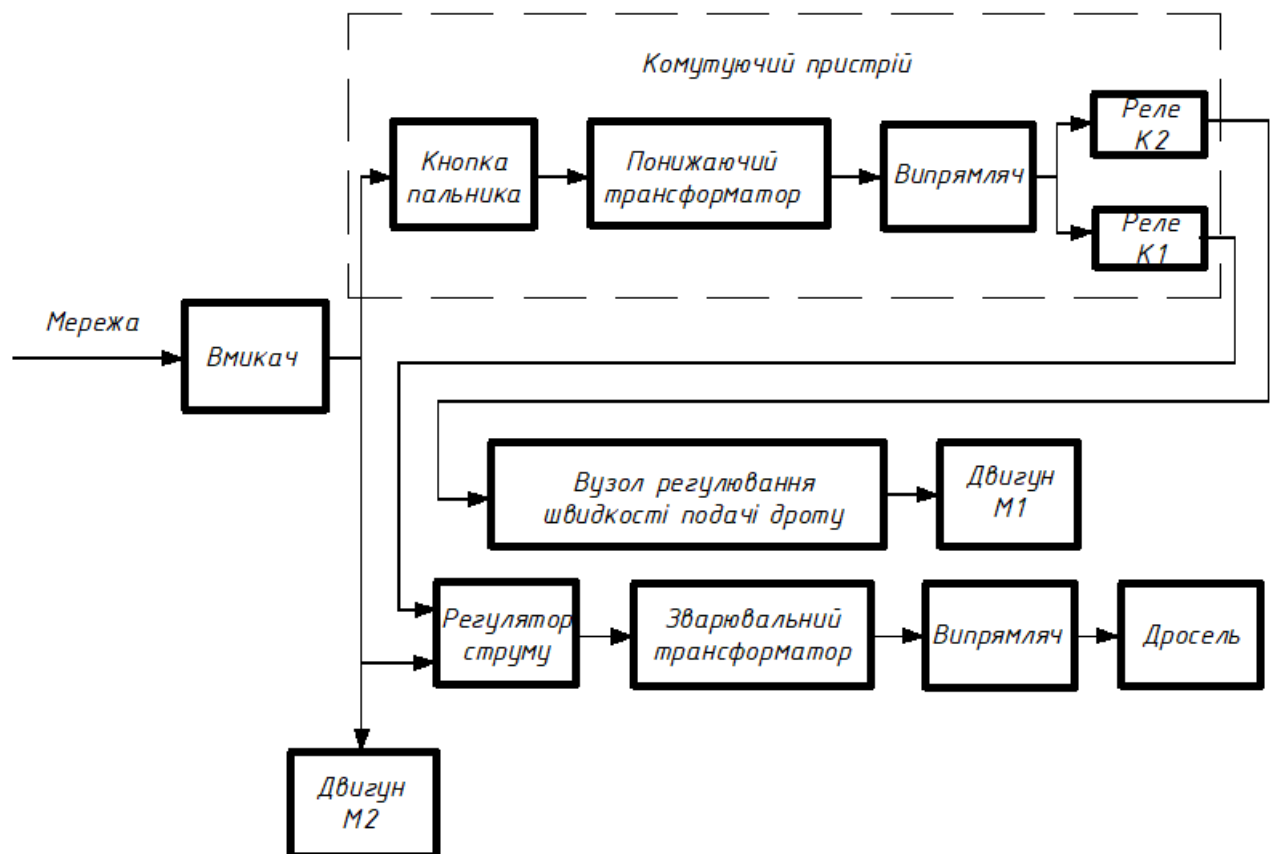 Комутуючий пристрій
Реле
К2
Кнопка
пальника
Понижаючий
трансформатор
Випрямляч
Реле
К1
Мережа
Вмикач
Вузол регулювання
швидкості подачі дроту
Двигун
М1
Регулятор
струму
Зварювальний
трансформатор
Випрямляч
Дросель
Двигун
М2